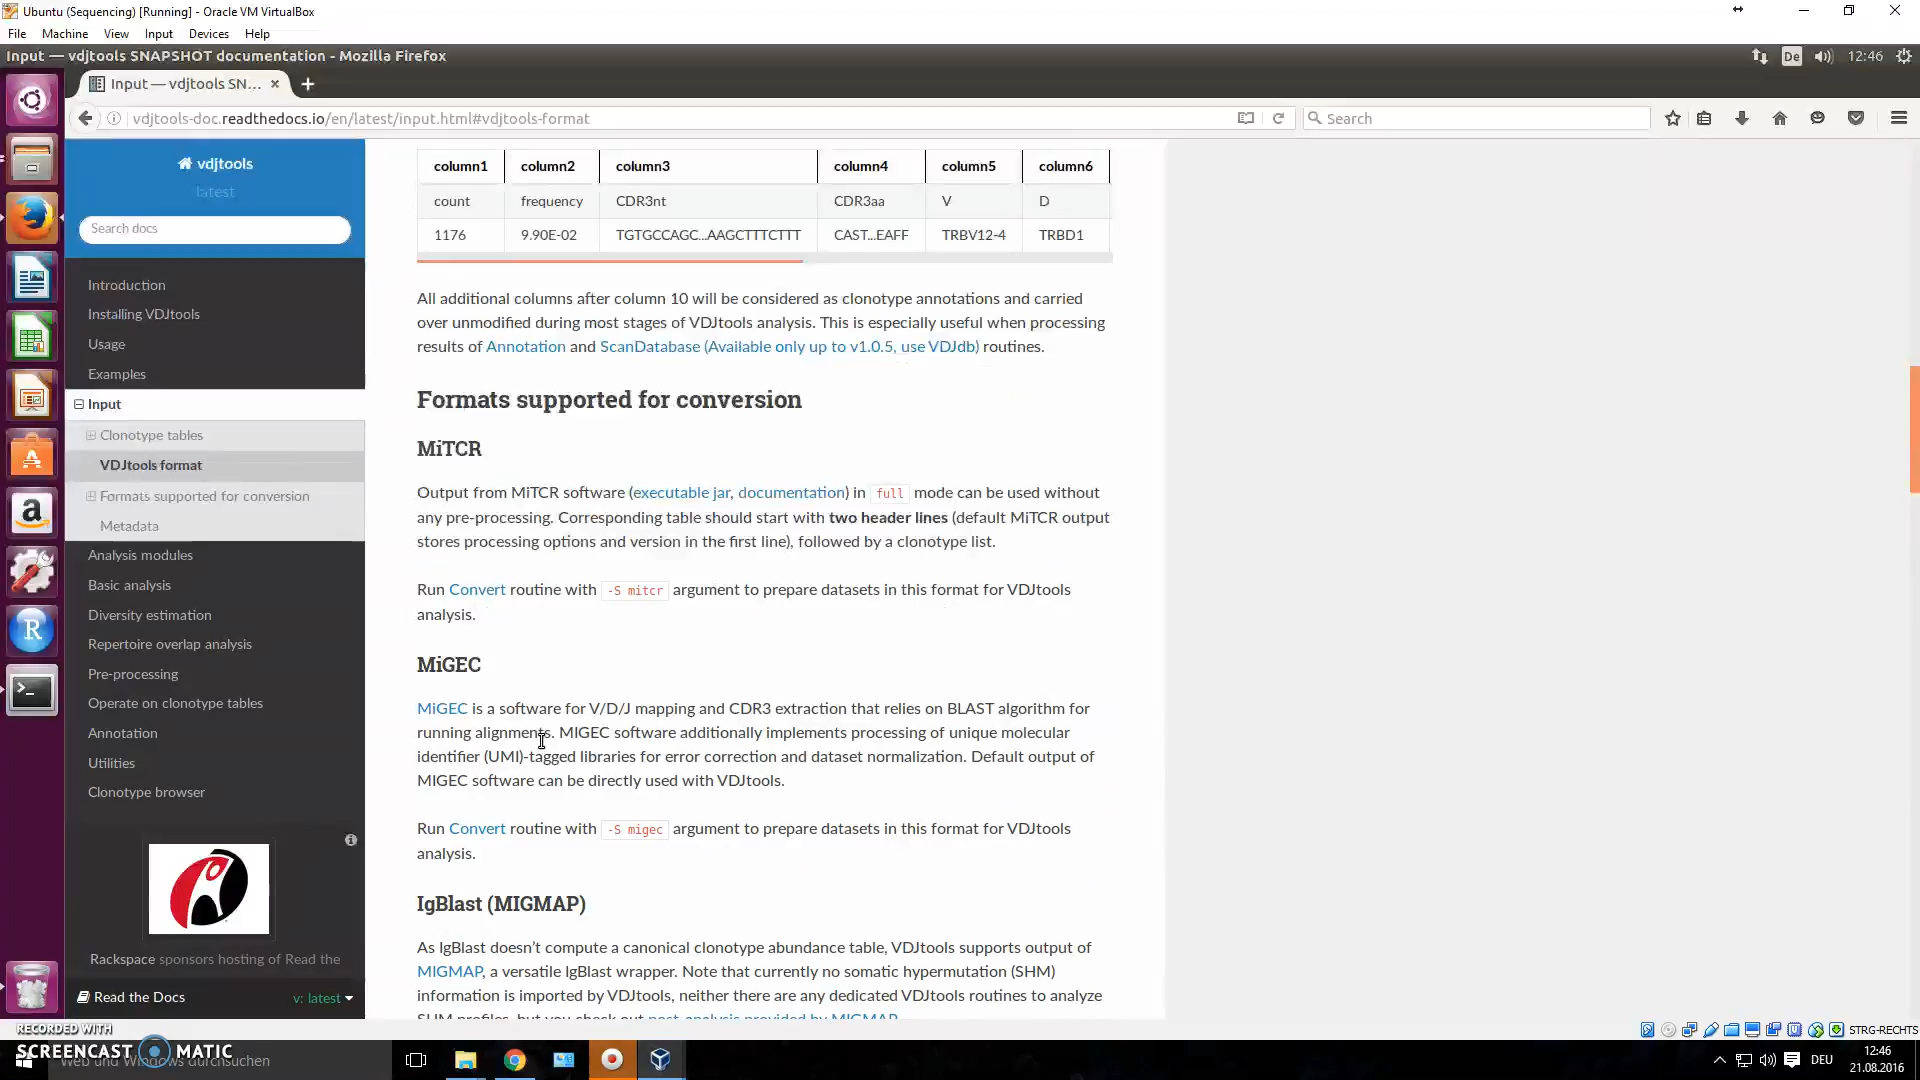 Ubuntu (Sequencing) [Running] - Oracle VM VirtualBox
File Machine View Input Devices Help
Input — vdjtools SNAPSHOT documentation - Mozilla Firefox
De
12:46
Input — vdjtools SN...
vdjtools-doc.readthedocs.io/en/latest/input.html#vdjtools-format
Search
vdjtools
latest
Search docs
Introduction
Installing VDJtools
Usage
Examples
Input
Clonotype tables
VDJtools format
Formats supported for conversion
Metadata
Analysis modules
Basic analysis
Diversity estimation
Repertoire overlap analysis
Pre-processing
Operate on clonotype tables
Annotation
Utilities
Clonotype browser
Rackspace sponsors hosting of Read the
Read the Docs
v: latest
column1 column2 column3 column4 column5 column6
count frequency CDR3nt CDR3aa V D
1176 9.90E-02 TGTGCCAGC...AAGCTTTCTTT CAST...EAFF TRBV12-4 TRBD1
All additional columns after column 10 will be considered as clonotype annotations and carried
over unmodified during most stages of VDJtools analysis. This is especially useful when processing
results of Annotation and ScanDatabase (Available only up to v1.0.5, use VDJdb) routines.
Formats supported for conversion
MiTCR
Output from MiTCR software (executable jar, documentation) in full mode can be used without
any pre-processing. Corresponding table should start with two header lines (default MiTCR output
stores processing options and version in the first line), followed by a clonotype list.
Run Convert routine with -S mitcr argument to prepare datasets in this format for VDJtools
analysis.
MiGEC
MiGEC is a software for V/D/J mapping and CDR3 extraction that relies on BLAST algorithm for
running alignments. MIGEC software additionally implements processing of unique molecular
identifier (UMI)-tagged libraries for error correction and dataset normalization. Default output of
MIGEC software can be directly used with VDJtools.
Run Convert routine with -S migec argument to prepare datasets in this format for VDJtools
analysis.
IgBlast (MIGMAP)
As IgBlast doesn't compute a canonical clonotype abundance table, VDJtools supports output of
MIGMAP, a versatile IgBlast wrapper. Note that currently no somatic hypermutation (SHM)
information is imported by VDJtools, neither there are any dedicated VDJtools routines to analyze
SHM profiles, but you check out post-analysis provided by MIGMAP.
STRG-RECHTS
RECORDED WITH
SCREENCAST MATIC
Web und Windows durchsuchen
DEU
12:46
21.08.2016